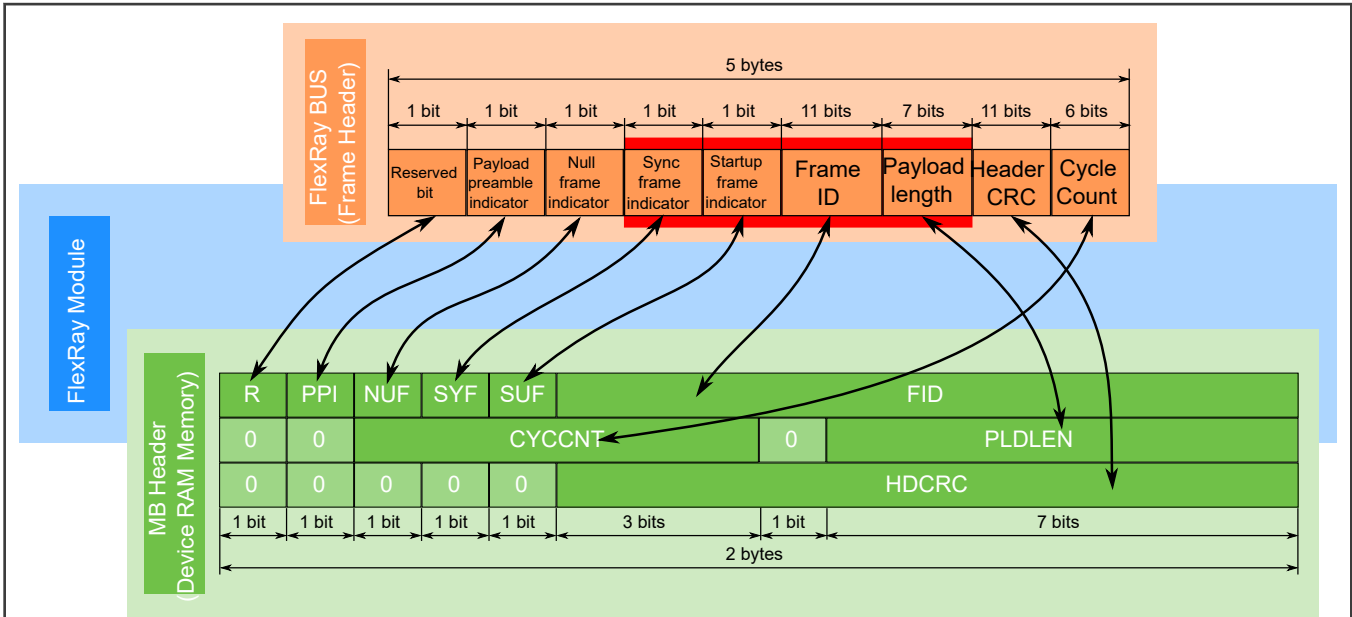 FlexRay BUS
(Frame Header)
5 bytes
1 bit 1 bit 1 bit 1 bit 1 bit 11 bits 7 bits 11 bits 6 bits
Reserved
bit
Payload
preamble
indicator
Null
frame
indicator
Sync
frame
indicator
Startup
frame
indicator
Frame
ID
Payload
length
Header
CRC
Cycle
Count
FlexRay Module
MB Header
(Device RAM Memory)
R PPI NUF SYF SUF FID
0 0 CYCCNT 0 PLDLEN
0 0 0 0 0 HDCRC
1 bit 1 bit 1 bit 1 bit 1 bit 3 bits 1 bit 7 bits
2 bytes